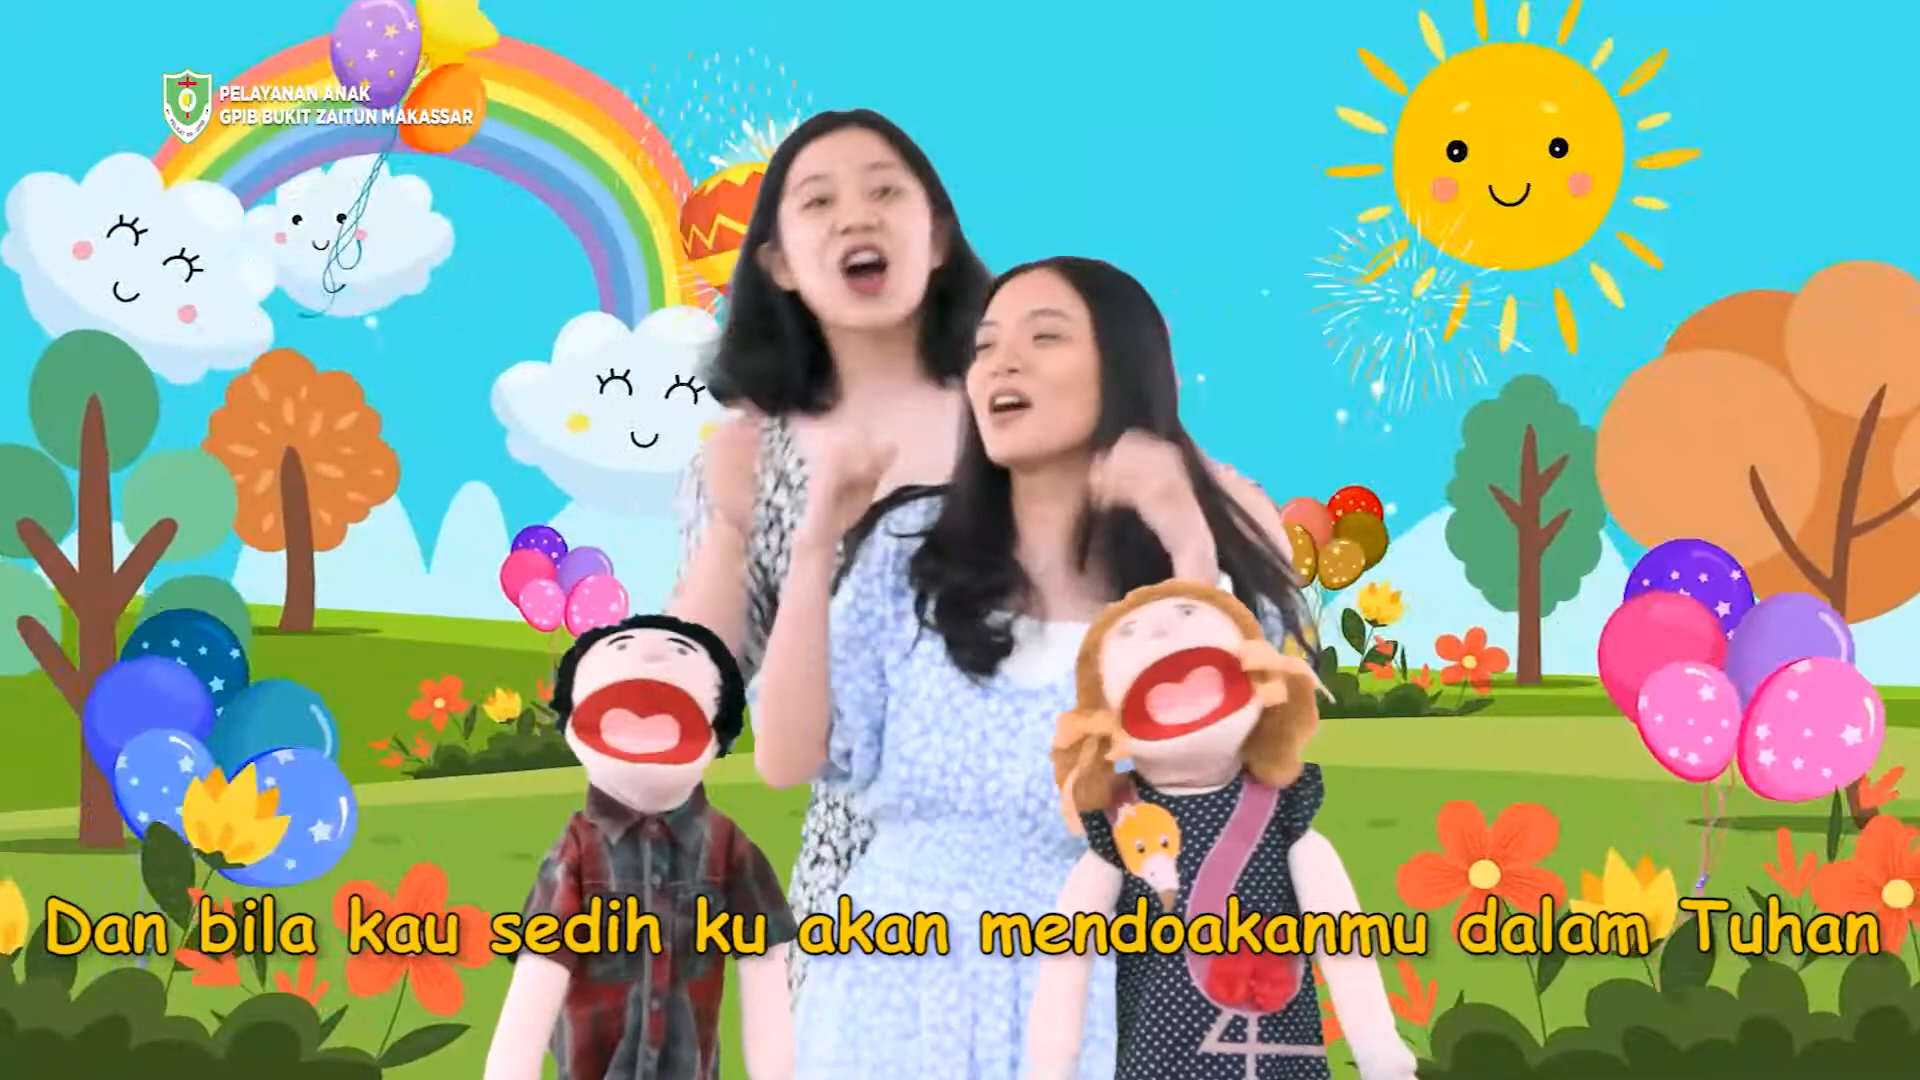 PELAYANAN ANAK
GPIB BUKIT ZAITUN MAKASSAR
Dan bila kau sedih ku akan mendoakanmu dalam Tuhan